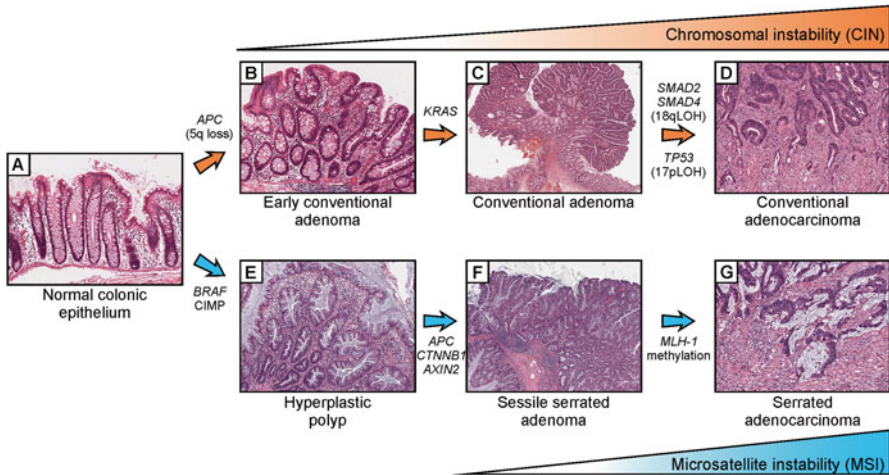 Chromosomal instability (CIN)
A
Normal colonic
epithelium
APC
(5q loss)
B
Early conventional
adenoma
KRAS
C
Conventional adenoma
SMAD2
SMAD4
(18qLOH)
TP53
(17pLOH)
D
Conventional
adenocarcinoma
BRAF
CIMP
E
Hyperplastic
polyp
APC
CTNNB1
AXIN2
F
Sessile serrated
adenoma
MLH-1
methylation
G
Serrated
adenocarcinoma
Microsatellite instability (MSI)